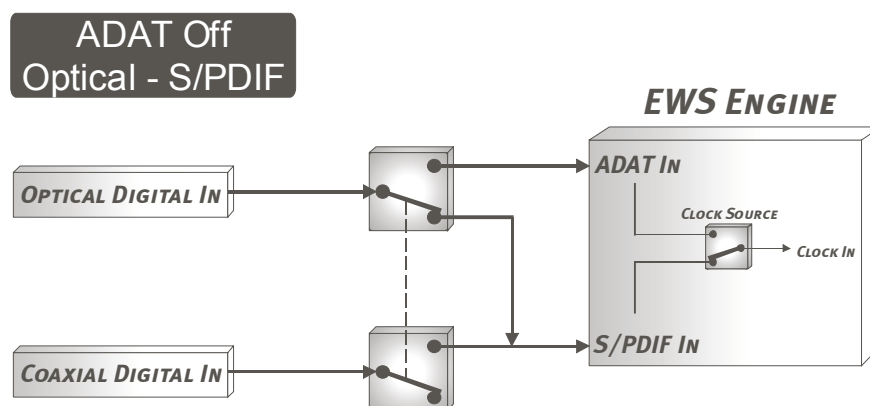 ADAT Off
Optical - S/PDIF
EWS ENGINE
OPTICAL DIGITAL IN
ADAT IN
CLOCK SOURCE
CLOCK IN
S/PDIF IN
COAXIAL DIGITAL IN